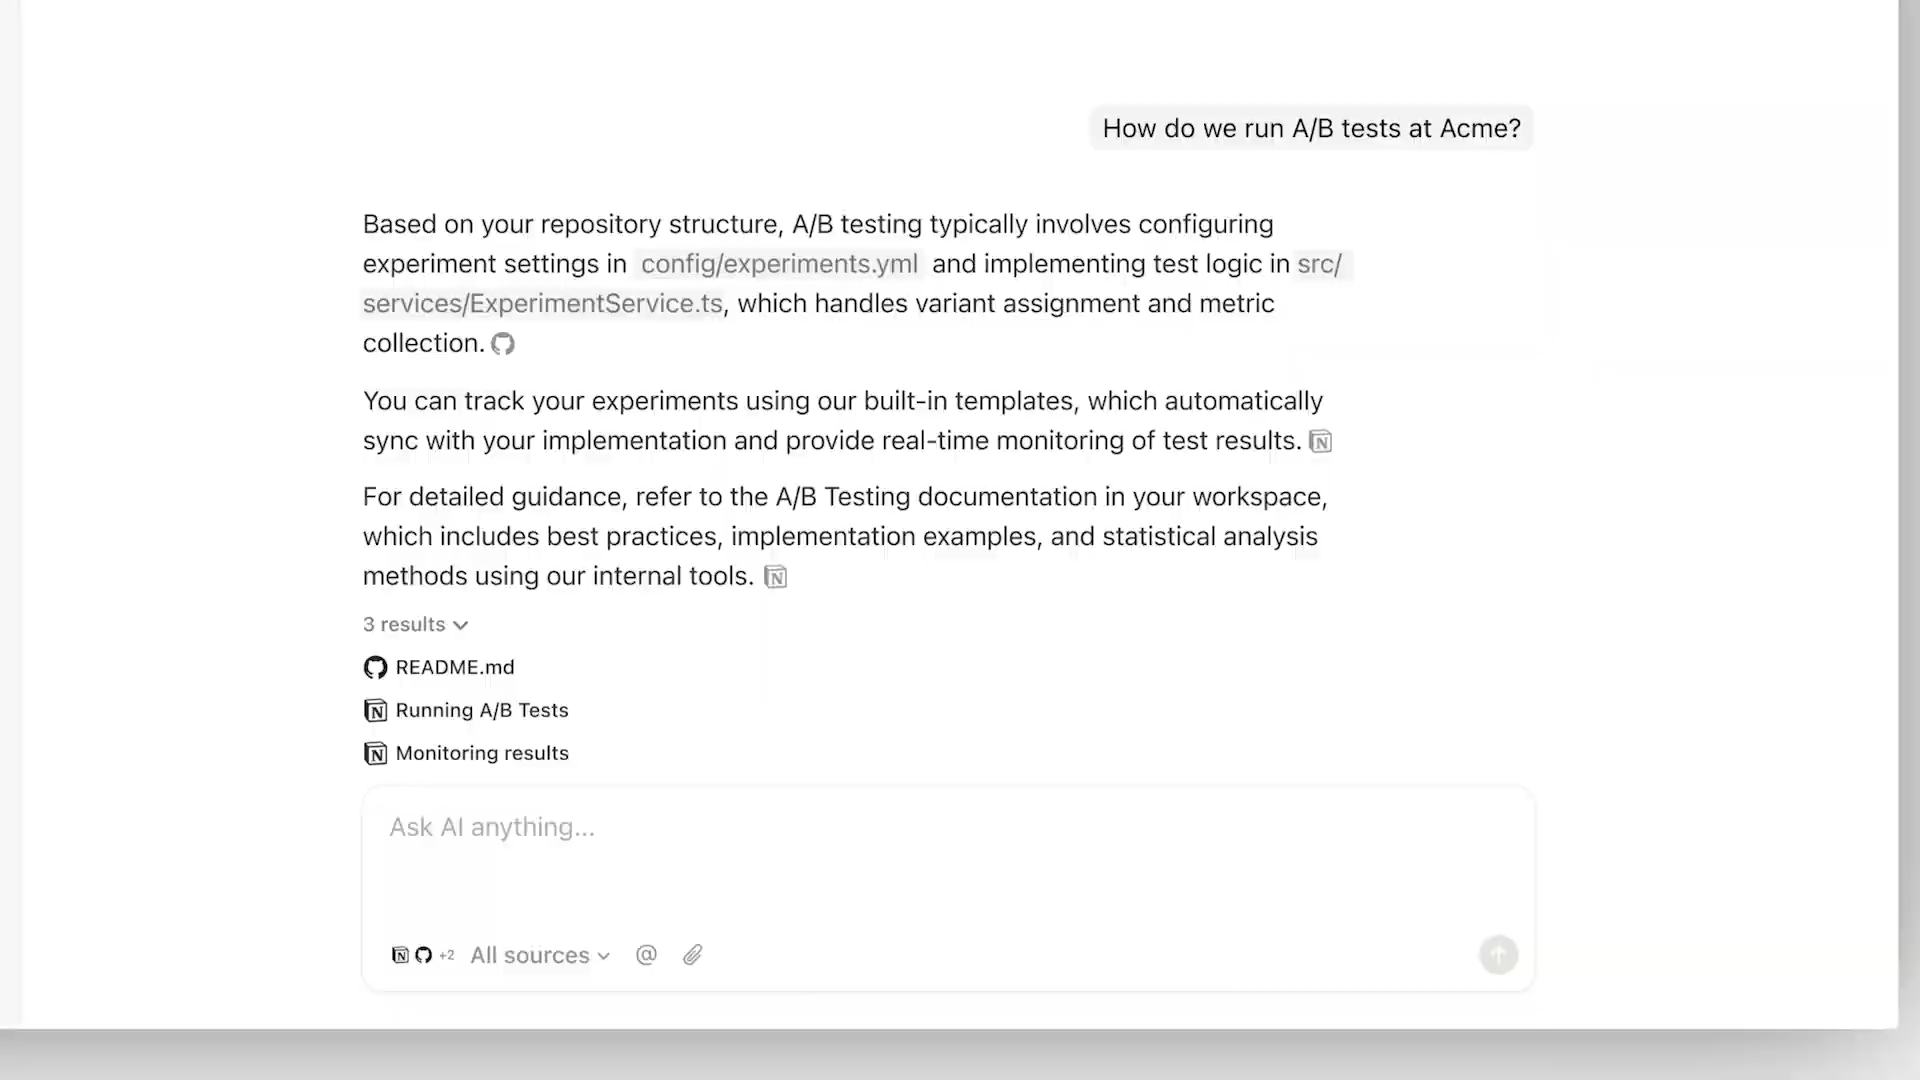 How do we run A/B tests at Acme?
Based on your repository structure, A/B testing typically involves configuring
experiment settings in config/experiments.yml and implementing test logic in src/
services/ExperimentService.ts, which handles variant assignment and metric
collection.
You can track your experiments using our built-in templates, which automatically
sync with your implementation and provide real-time monitoring of test results.
For detailed guidance, refer to the A/B Testing documentation in your workspace,
which includes best practices, implementation examples, and statistical analysis
methods using our internal tools.
3 results
README.md
Running A/B Tests
Monitoring results
Ask AI anything...
+2 All sources @